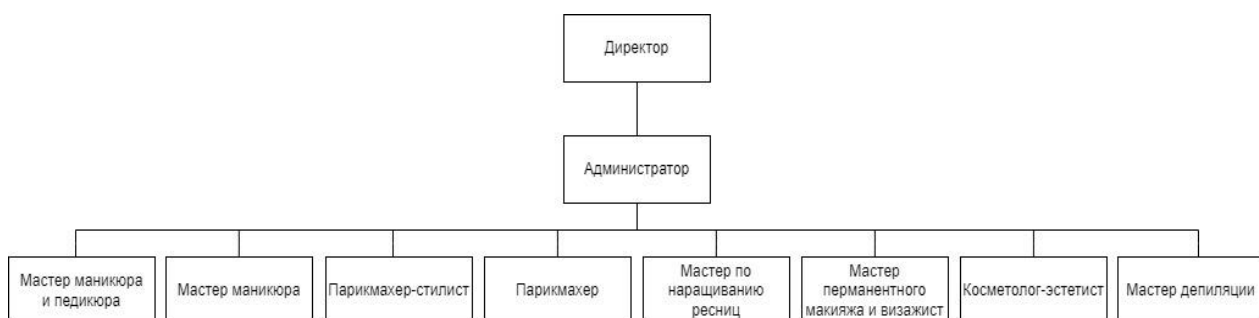 Директор
Администратор
Мастер маникюра
и педикюра
Мастер маникюра
Парикмахер-стилист
Парикмахер
Мастер по
наращиванию
ресниц
Мастер
перманентного
макияжа и визажист
Косметолог-эстетист
Мастер депиляции